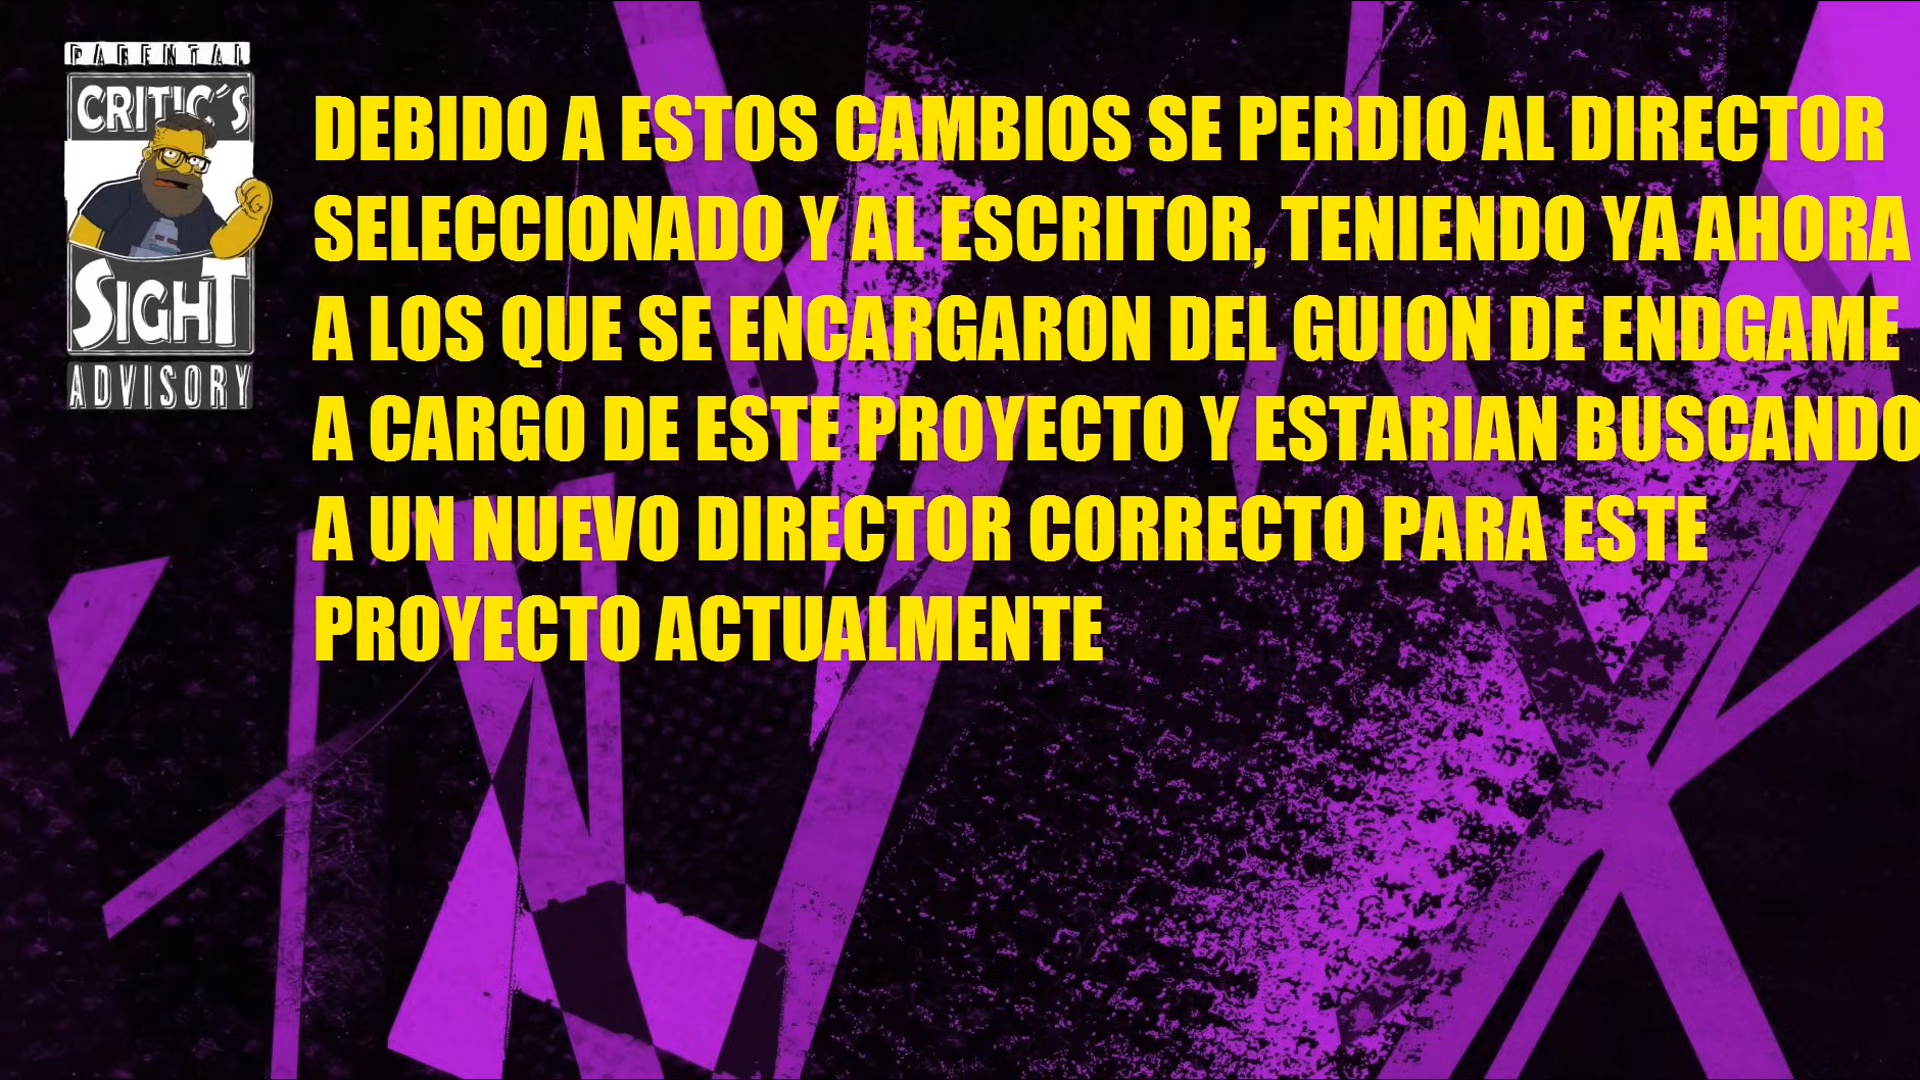 PARENTAL
CRITIC´S
SIGHT
ADVISORY
DEBIDO A ESTOS CAMBIOS SE PERDIO AL DIRECTOR
SELECCIONADO Y AL ESCRITOR, TENIENDO YA AHORA
A LOS QUE SE ENCARGARON DEL GUION DE ENDGAME
A CARGO DE ESTE PROYECTO Y ESTARIAN BUSCANDO
A UN NUEVO DIRECTOR CORRECTO PARA ESTE
PROYECTO ACTUALMENTE